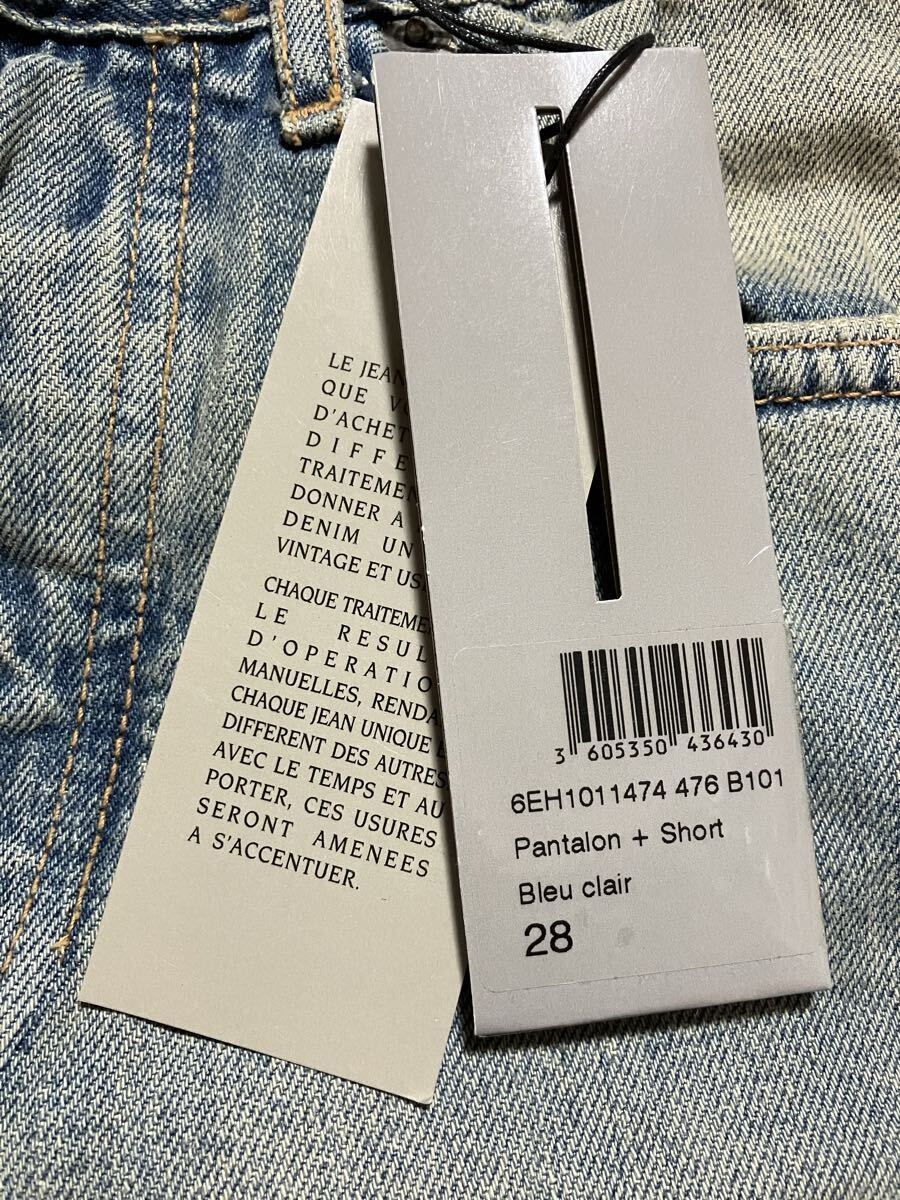 LE
QUE
D'ACHET
DIFFE
TRAITEMEN
DONNER A
DENIM UN
VINTAGE ET
CHAQUE TRAITEME
LE RESUL
D'OPERATIO
MANUELLES, RENDA
CHAQUE JEAN UNIQUE
DIFFERENT DES AUTRES
AVEC LE TEMPS ET AU
PORTER, CES USURES
SERONT AMENEES
A S'ACCENTUER.
3 605350 436430
6EH1011474 476 B101
Pantalon + Short
Bleu clair
28